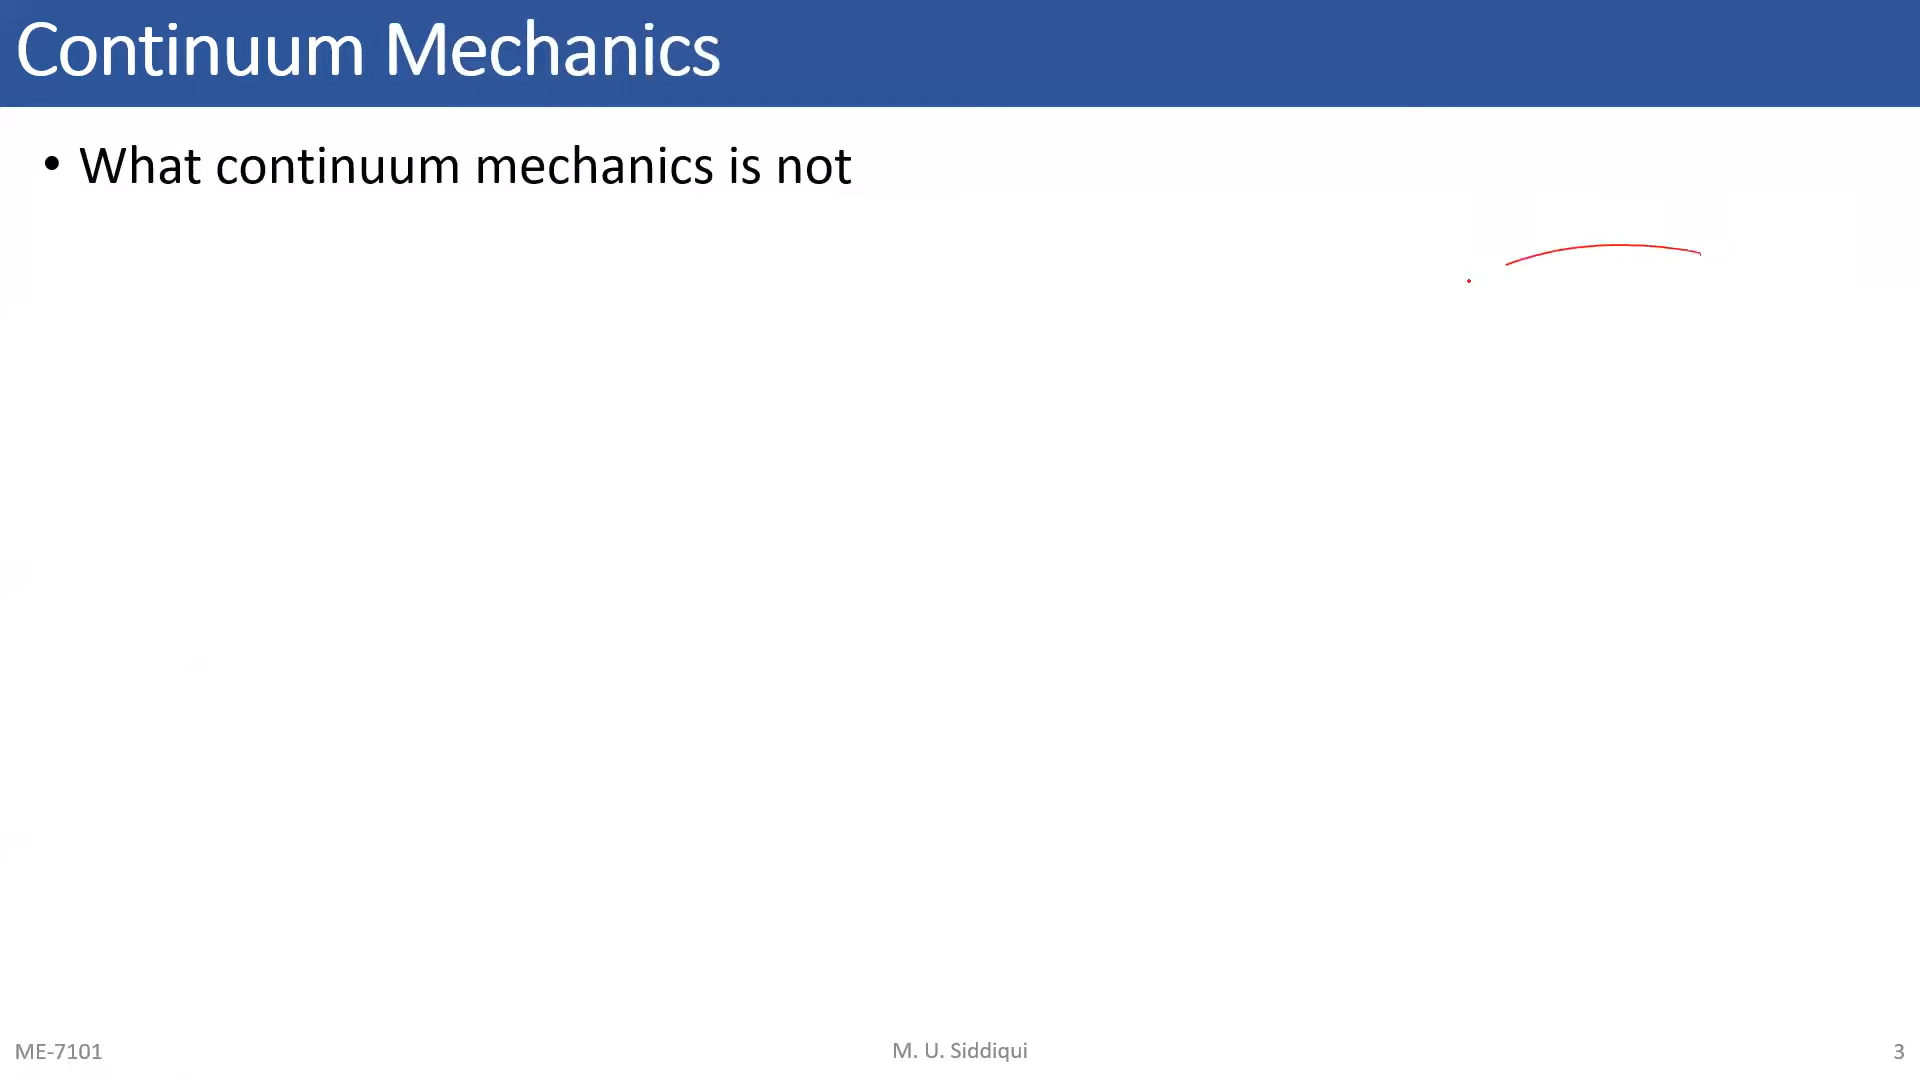 Continuum Mechanics
• What continuum mechanics is not
ME-7101
M. U. Siddiqui
3